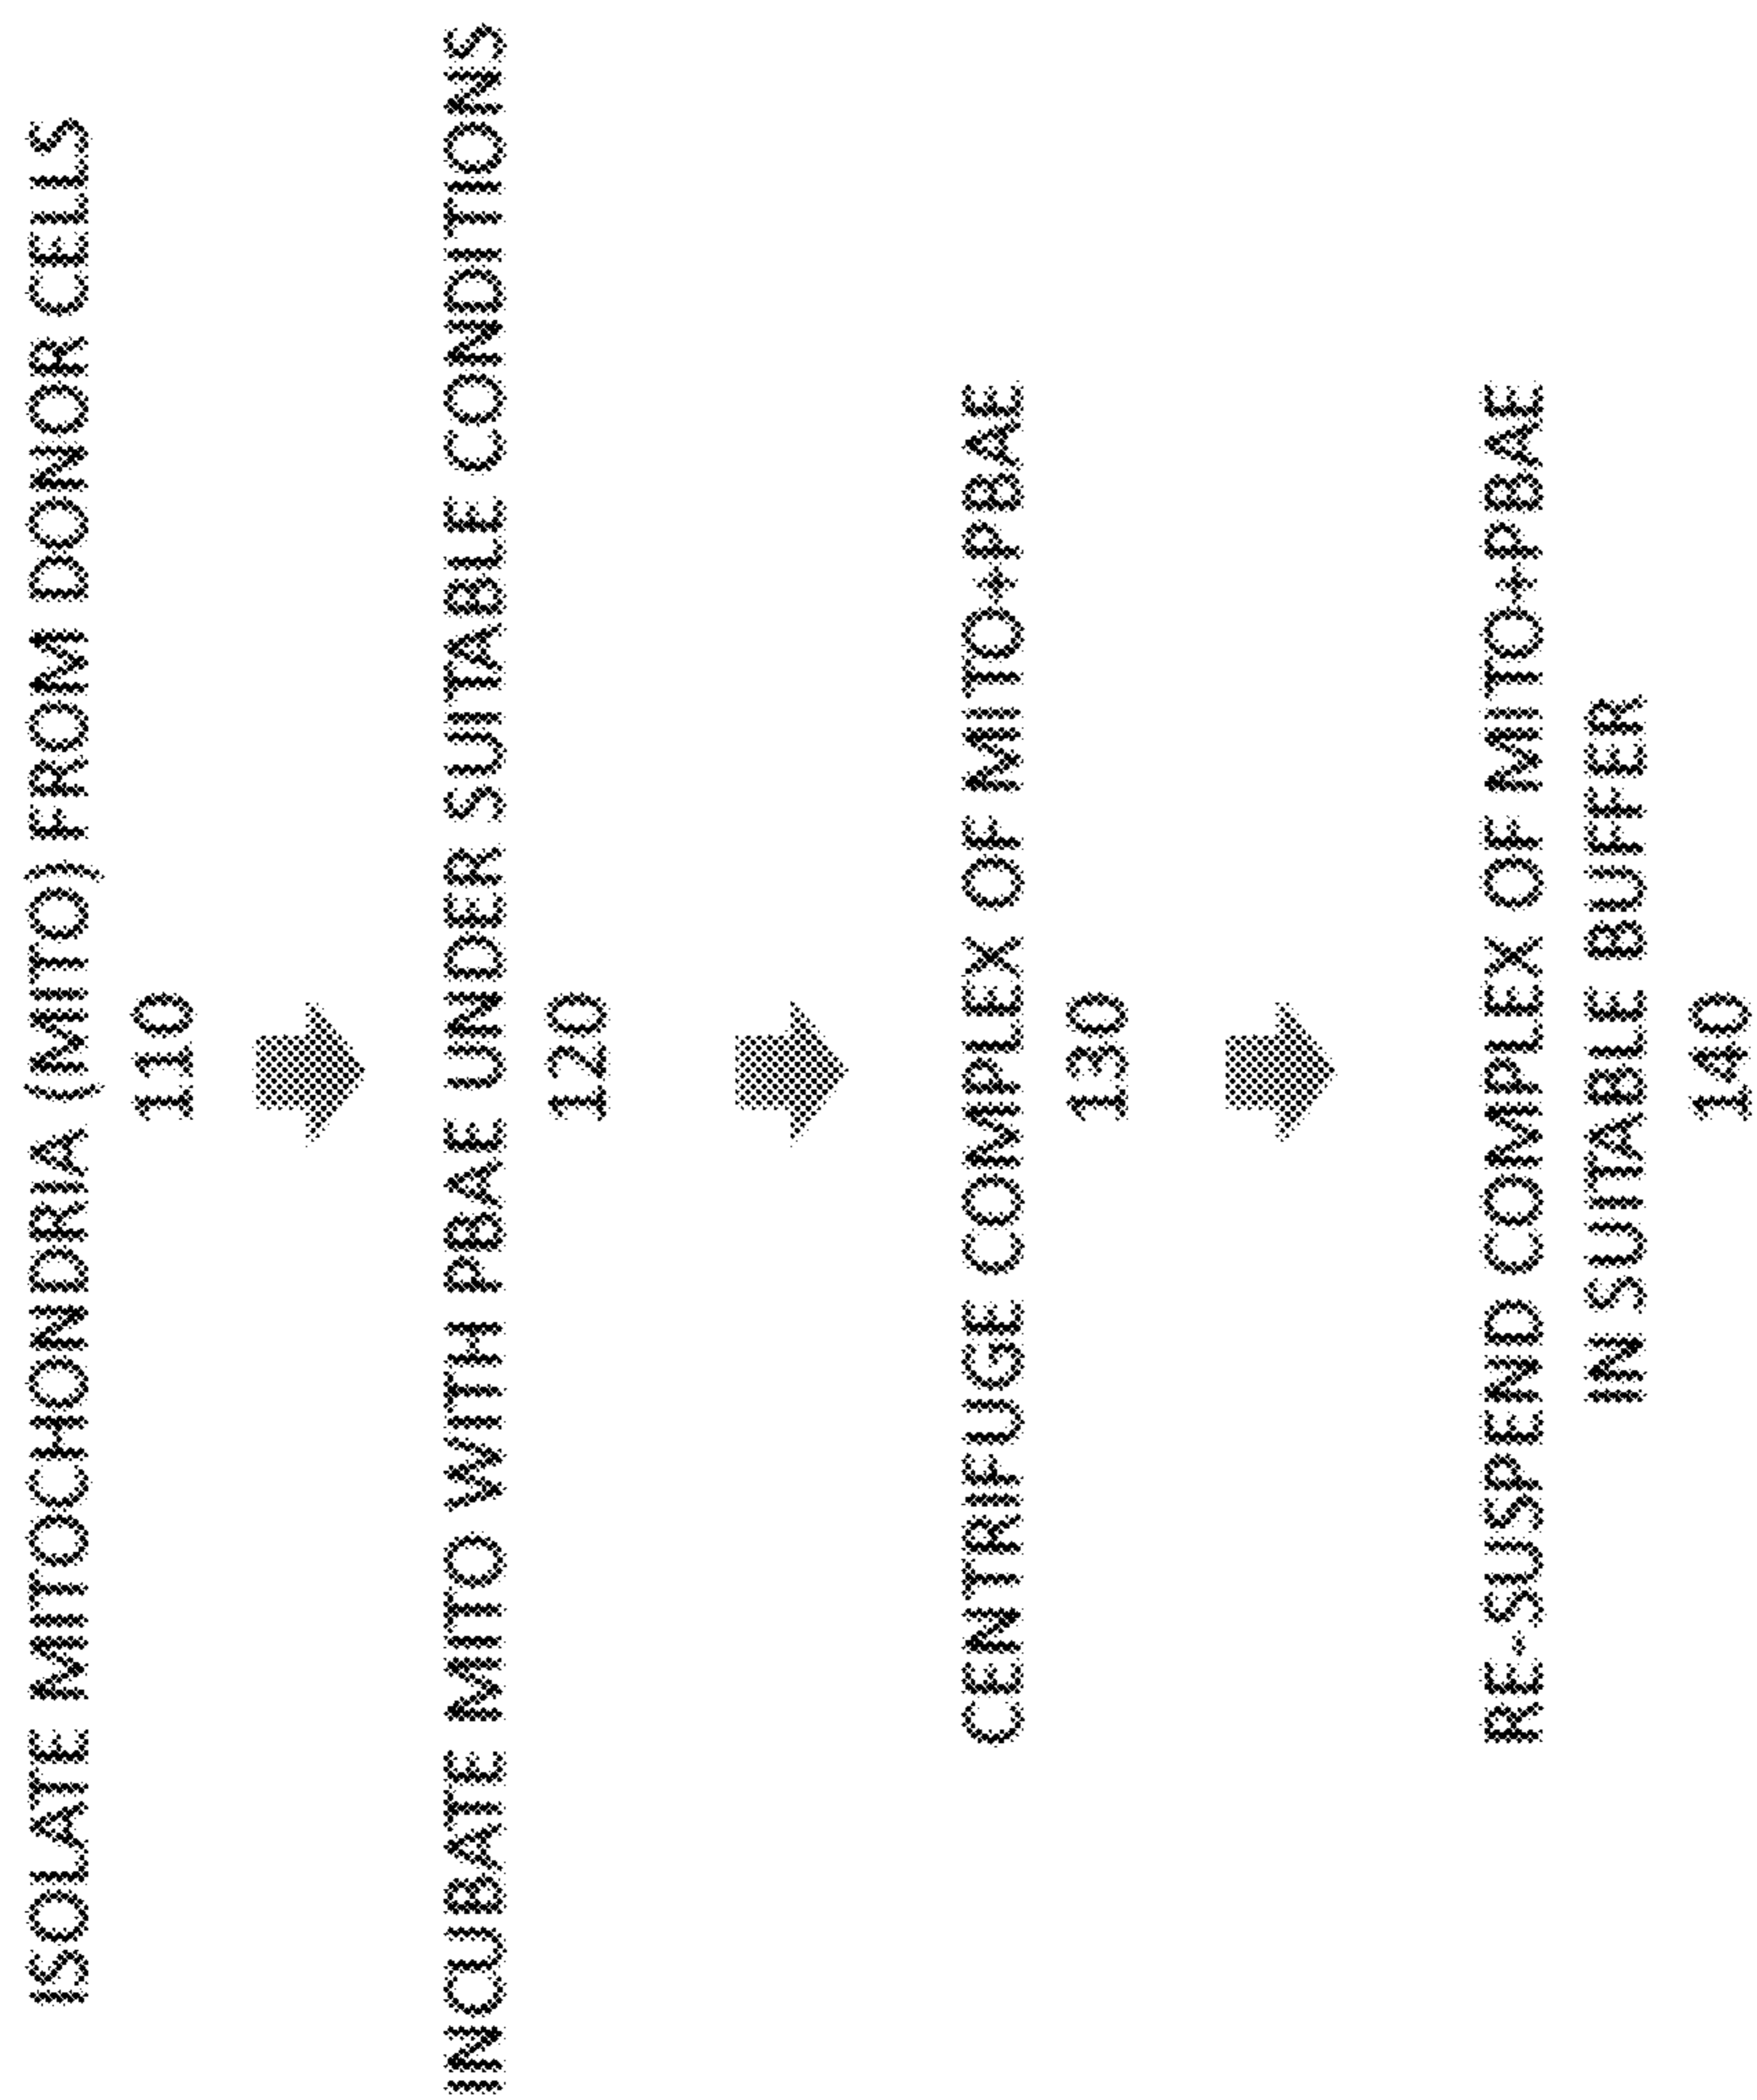 ISOLATE MITOCHONDRIA (MITO) FROM DONOR CELLS
110
INCUBATE MITO WITH PBAE UNDER SUITABLE CONDITIONS
120
CENTRIFUGE COMPLEX OF MITO+PBAE
130
RE-SUSPEND COMPLEX OF MITO+PBAE
IN SUITABLE BUFFER
140